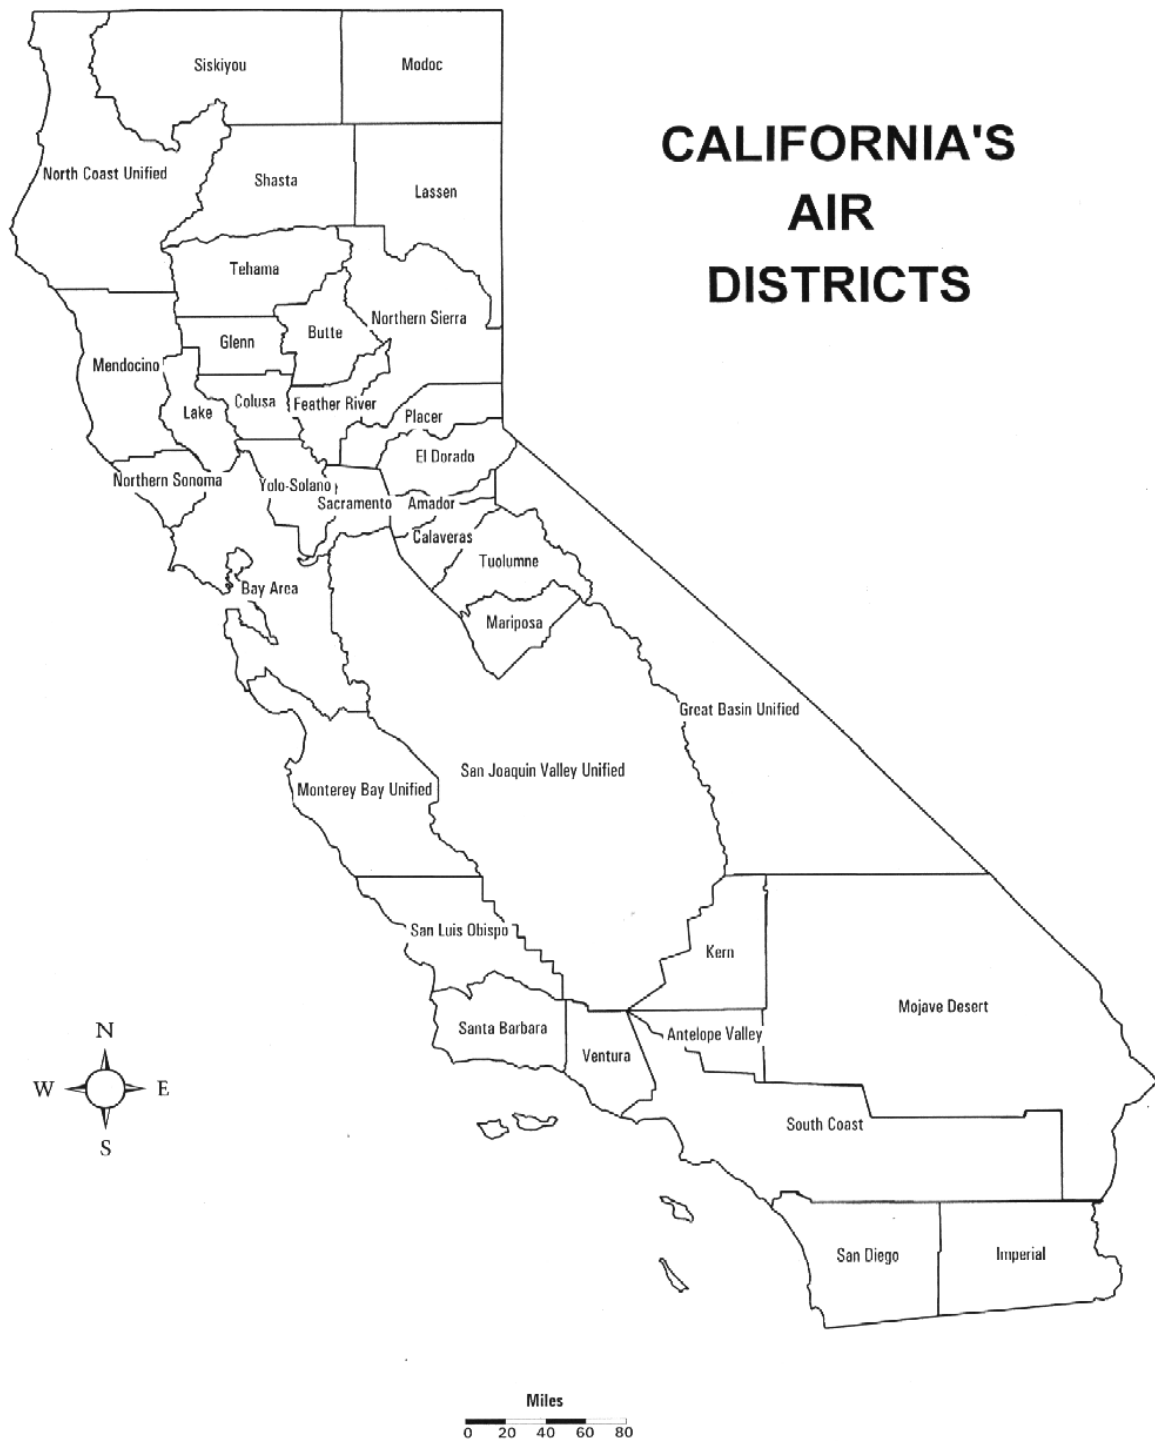 Siskiyou
Modoc
CALIFORNIA'S
AIR
DISTRICTS
North Coast Unified
Shasta
Lassen
Tehama
Northern Sierra
Butte
Glenn
Mendocino
Lake
Colusa
Feather River
Placer
El Dorado
Northern Sonoma
Yolo-Solano
Sacramento
Amador
Calaveras
Tuolumne
Bay Area
Mariposa
Great Basin Unified
San Joaquin Valley Unified
Monterey Bay Unified
San Luis Obispo
Kern
Mojave Desert
Santa Barbara
Antelope Valley
Ventura
N
W E
S
South Coast
San Diego
Imperial
Miles
0 20 40 60 80